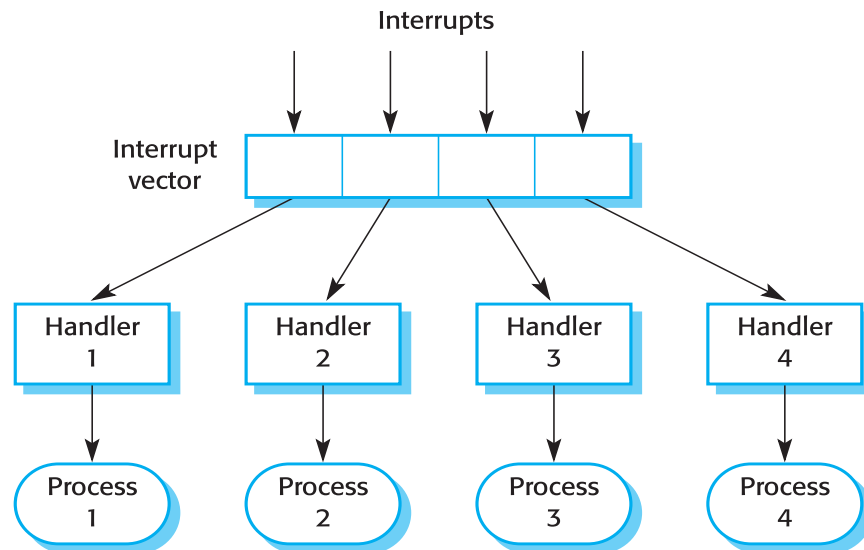 Interrupts
Interrupt
vector
Handler
1
Handler
2
Handler
3
Handler
4
Process
1
Process
2
Process
3
Process
4